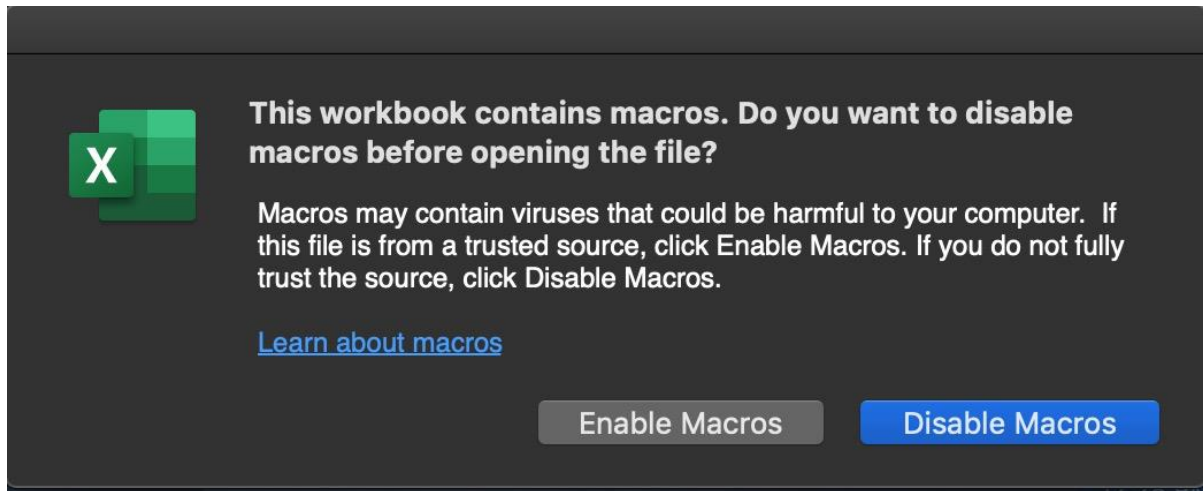 X
This workbook contains macros. Do you want to disable
macros before opening the file?
Macros may contain viruses that could be harmful to your computer.  If
this file is from a trusted source, click Enable Macros. If you do not fully
trust the source, click Disable Macros.
Learn about macros
Enable Macros
Disable Macros